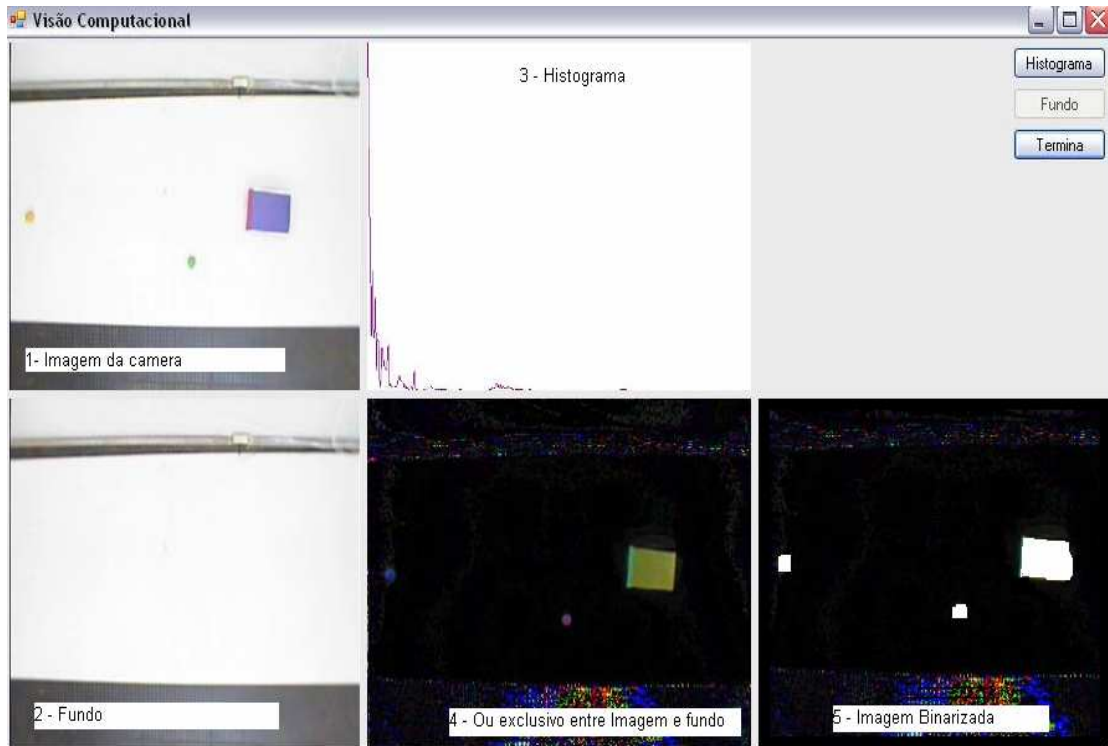 Visão Computacional
3 - Histograma
Histograma
Fundo
Termina
1- Imagem da camera
2 - Fundo
4 - Ou exclusivo entre Imagem e fundo
5 - Imagem Binarizada